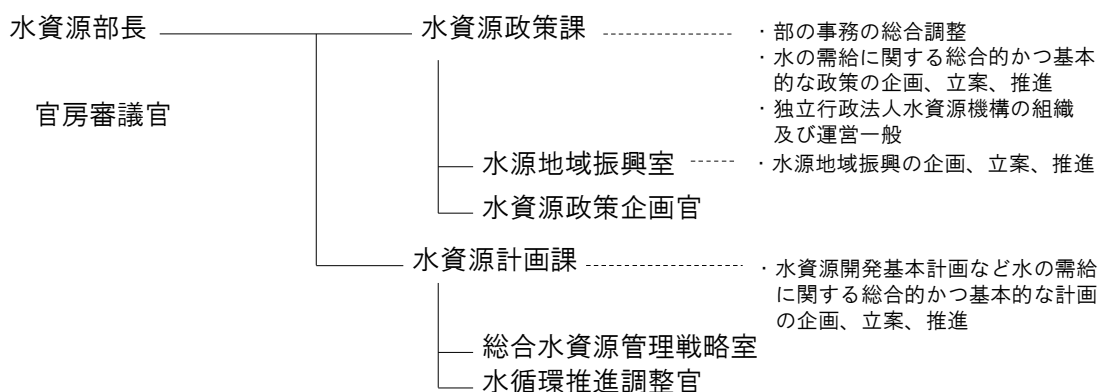 水資源部長
水資源政策課
・部の事務の総合調整
・水の需給に関する総合的かつ基本
的な政策の企画、立案、推進
・独立行政法人水資源機構の組織
及び運営一般
官房審議官
水源地域振興室
・水源地域振興の企画、立案、推進
水資源政策企画官
水資源計画課
・水資源開発基本計画など水の需給
に関する総合的かつ基本的な計画
の企画、立案、推進
総合水資源管理戦略室
水循環推進調整官